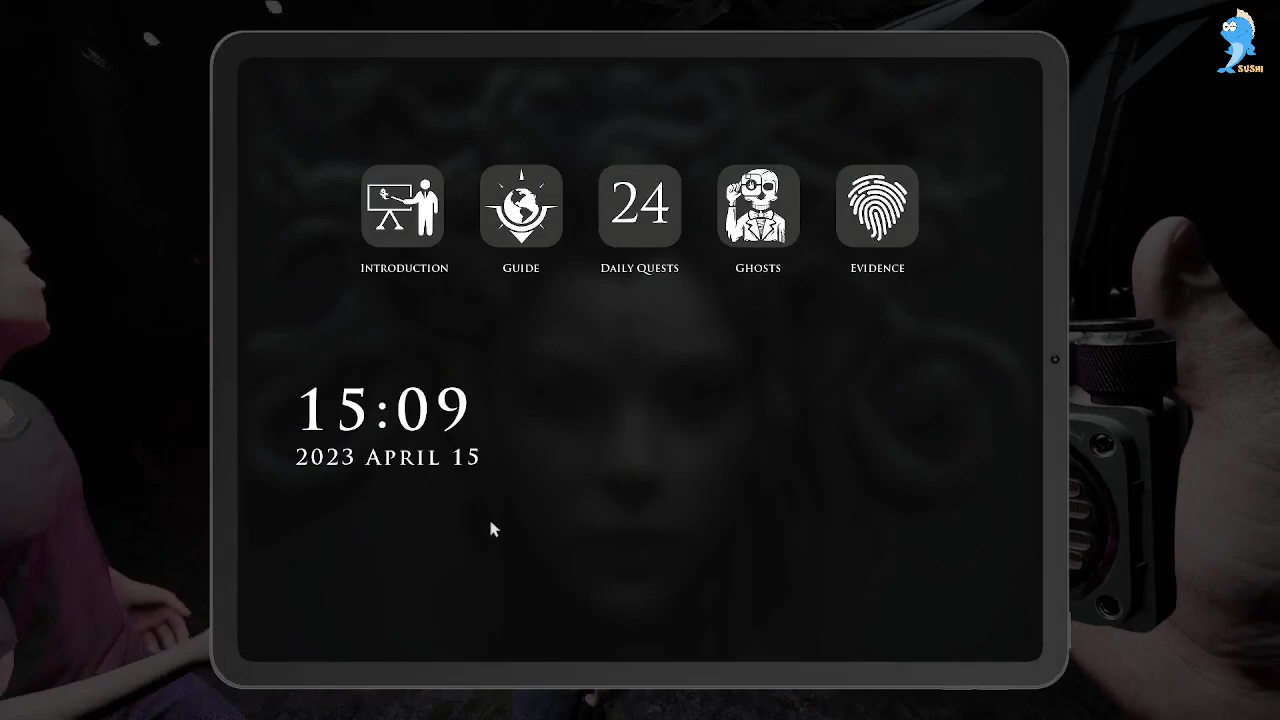 SUSHI
24
INTRODUCTION GUIDE DAILY QUESTS GHOSTS EVIDENCE
15:09
2023 APRIL 15